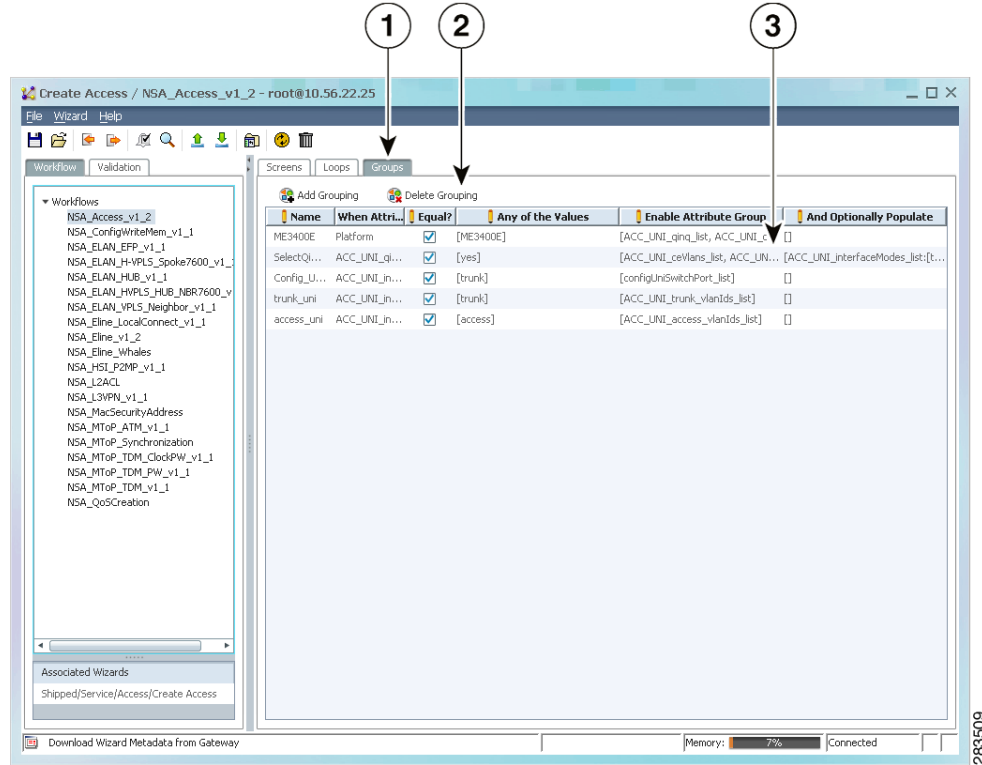 1 2 3
Create Access / NSA_Access_v1_2 - root@10.56.22.25
File Wizard Help
Workflow Validation
Screens Loops Groups
Add Grouping Delete Grouping
Workflows
NSA_Access_v1_2
NSA_ConfigWriteMem_v1_1
NSA_ELAN_EFP_v1_1
NSA_ELAN_H-VPLS_Spoke7600_v1_
NSA_ELAN_HUB_v1_1
NSA_ELAN_HVPLS_HUB_NBR7600_v
NSA_ELAN_VPLS_Neighbor_v1_1
NSA_Eline_LocalConnect_v1_1
NSA_Eline_v1_2
NSA_Eline_Whales
NSA_HSI_P2MP_v1_1
NSA_L2ACL
NSA_L3VPN_v1_1
NSA_MacSecurityAddress
NSA_MToP_ATM_v1_1
NSA_MToP_Synchronization
NSA_MToP_TDM_ClockPW_v1_1
NSA_MToP_TDM_PW_v1_1
NSA_MToP_TDM_v1_1
NSA_QoSCreation
Name When Attri... Equal? Any of the Values Enable Attribute Group And Optionally Populate
ME3400E Platform [ME3400E] [ACC_UNI_qinq_list, ACC_UNI_c []
SelectQi... ACC_UNI_qi... [yes] [ACC_UNI_ceVlans_list, ACC_UN... [ACC_UNI_interfaceModes_list:[t...
Config_U... ACC_UNI_in... [trunk] [configUniSwitchPort_list] []
trunk_uni ACC_UNI_in... [trunk] [ACC_UNI_trunk_vlanIds_list] []
access_uni ACC_UNI_in... [access] [ACC_UNI_access_vlanIds_list] []
Associated Wizards
Shipped/Service/Access/Create Access
Download Wizard Metadata from Gateway
Memory: 7% Connected
283509